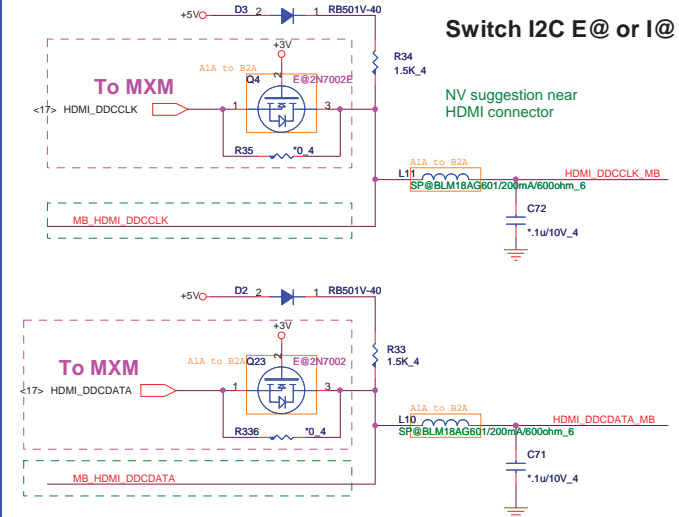 +5V D3 2 1 RB501V-40
Switch I2C E@ or I@
+3V
A1A to B2A
To MXM
Q4 2 E@2N7002E
R34
1.5K_4
NV suggestion near
HDMI connector
<17> HDMI_DDCCLK 1 3
R35 *0_4
A1A to B2A
L11 HDMI_DDCCLK_MB
SP@BLM18AG601/200mA/600ohm_6
MB_HDMI_DDCCLK
C72
*.1u/10V_4
+5V D2 2 1 RB501V-40
+3V
A1A to B2A Q23 2 E@2N7002
R33
1.5K_4
To MXM
<17> HDMI_DDCDATA 1 3
A1A to B2A
L10 HDMI_DDCDATA_MB
R336 *0_4
SP@BLM18AG601/200mA/600ohm_6
C71
*.1u/10V_4
MB_HDMI_DDCDATA